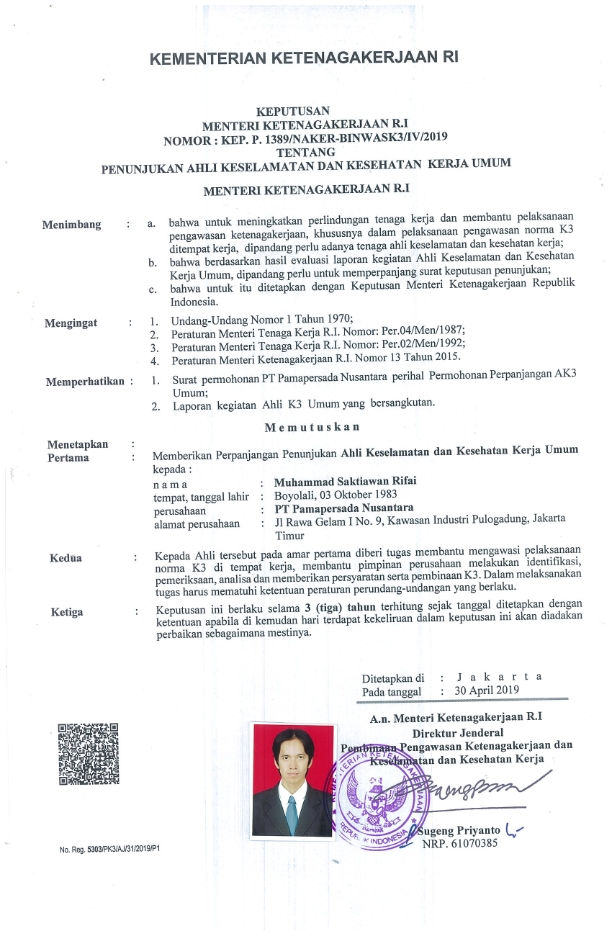 KEMENTERIAN KETENAGAKERJAAN RI
KEPUTUSAN
MENTERI KETENAGAKERJAAN R.I
NOMOR : KEP. P. 1389/NAKER-BINWASK3/IV/2019
TENTANG
PENUNJUKAN AHLI KESELAMATAN DAN KESEHATAN KERJA UMUM
MENTERI KETENAGAKERJAAN R.I
Menimbang : a. bahwa untuk meningkatkan perlindungan tenaga kerja dan membantu pelaksanaan
pengawasan ketenagakerjaan, khususnya dalam pelaksanaan pengawasan norma K3
ditempat kerja, dipandang perlu adanya tenaga ahli keselamatan dan kesehatan kerja;
b. bahwa berdasarkan hasil evaluasi laporan kegiatan Ahli Keselamatan dan Kesehatan
Kerja Umum, dipandang perlu untuk memperpanjang surat keputusan penunjukan;
c. bahwa untuk itu ditetapkan dengan Keputusan Menteri Ketenagakerjaan Republik
Indonesia.
Mengingat : 1. Undang-Undang Nomor 1 Tahun 1970;
2. Peraturan Menteri Tenaga Kerja R.I. Nomor: Per.04/Men/1987;
3. Peraturan Menteri Tenaga Kerja R.I. Nomor: Per.02/Men/1992;
4. Peraturan Menteri Ketenagakerjaan R.I. Nomor 13 Tahun 2015.
Memperhatikan : 1. Surat permohonan PT Pamapersada Nusantara perihal Permohonan Perpanjangan AK3
Umum;
2. Laporan kegiatan Ahli K3 Umum yang bersangkutan.
M e m u t u s k a n
Menetapkan :
Pertama : Memberikan Perpanjangan Penunjukan Ahli Keselamatan dan Kesehatan Kerja Umum
kepada :
n a m a : Muhammad Saktiawan Rifai
tempat, tanggal lahir : Boyolali, 03 Oktober 1983
perusahaan : PT Pamapersada Nusantara
alamat perusahaan : Jl Rawa Gelam I No. 9, Kawasan Industri Pulogadung, Jakarta
Timur
Kedua : Kepada Ahli tersebut pada amar pertama diberi tugas membantu mengawasi pelaksanaan
norma K3 di tempat kerja, membantu pimpinan perusahaan melakukan identifikasi,
pemeriksaan, analisa dan memberikan persyaratan serta pembinaan K3. Dalam melaksanakan
tugas harus mematuhi ketentuan peraturan perundang-undangan yang berlaku.
Ketiga : Keputusan ini berlaku selama 3 (tiga) tahun terhitung sejak tanggal ditetapkan dengan
ketentuan apabila di kemudian hari terdapat kekeliruan dalam keputusan ini akan diadakan
perbaikan sebagaimana mestinya.
Ditetapkan di : J a k a r t a
Pada tanggal : 30 April 2019
A.n. Menteri Ketenagakerjaan R.I
Direktur Jenderal
Pembinaan Pengawasan Ketenagakerjaan dan
Keselamatan dan Kesehatan Kerja
KEMENTERIAN KETENAGAKERJAAN
REPUBLIK INDONESIA
Sugeng Priyanto
NRP. 61070385
No. Reg. 5303/PK3/AJ/31/2019/P1